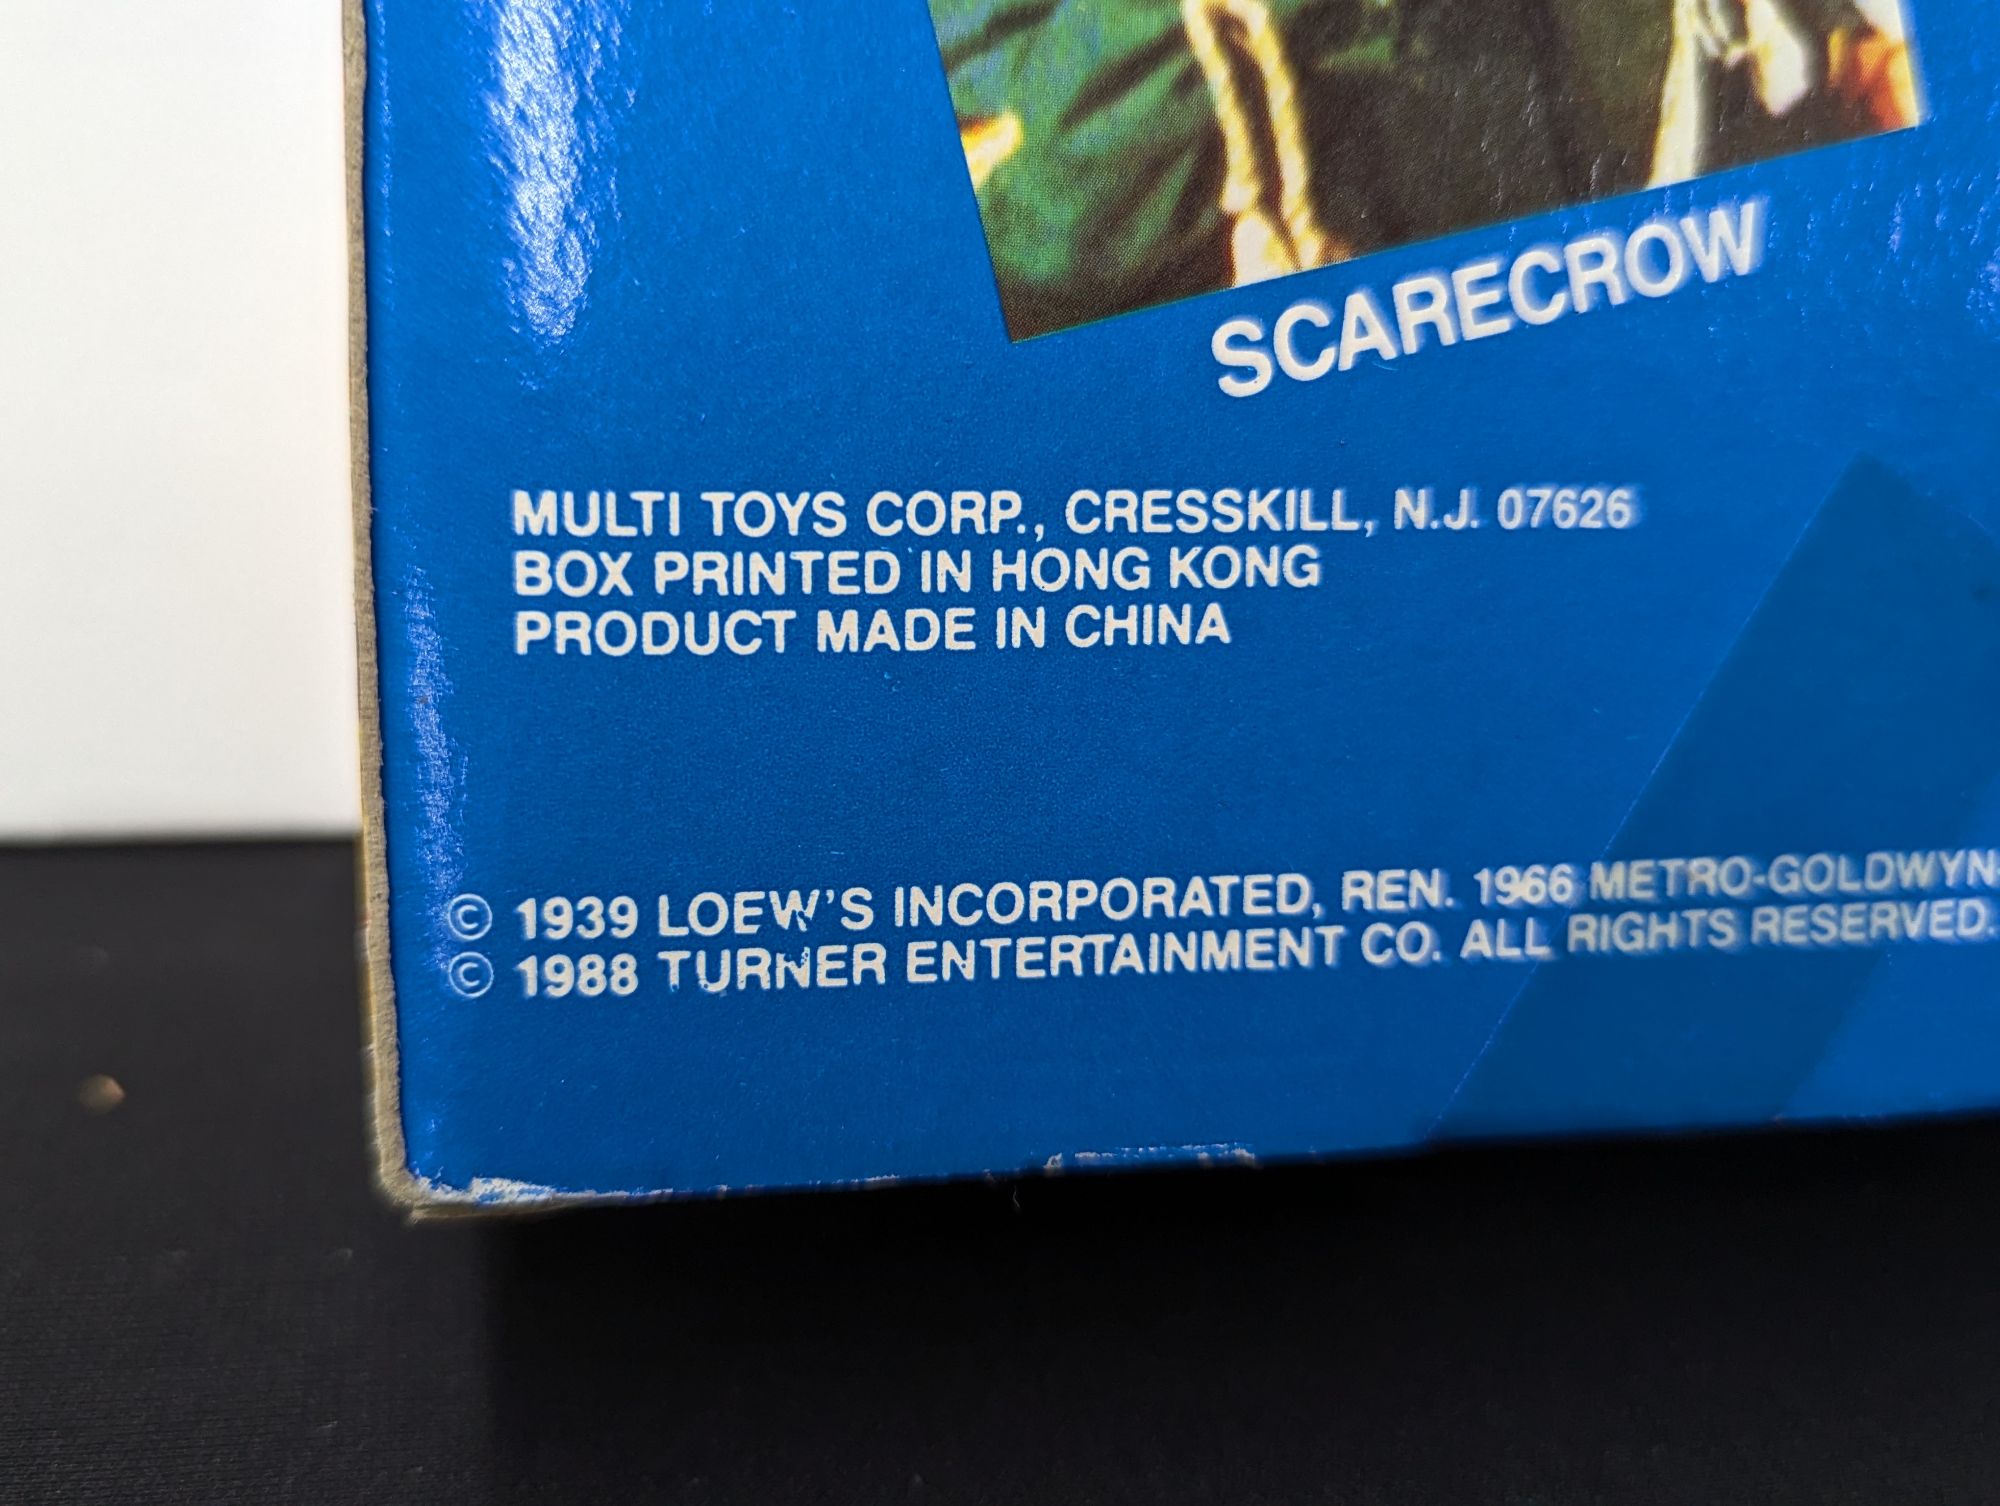 SCARECROW
MULTI TOYS CORP., CRESSKILL, N.J. 07626
BOX PRINTED IN HONG KONG
PRODUCT MADE IN CHINA
© 1939 LOEW'S INCORPORATED, REN. 1966 METRO-GOLDWYN-
© 1988 TURNER ENTERTAINMENT CO. ALL RIGHTS RESERVED.